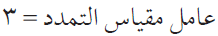 عامل مقياس التمدد = ٣